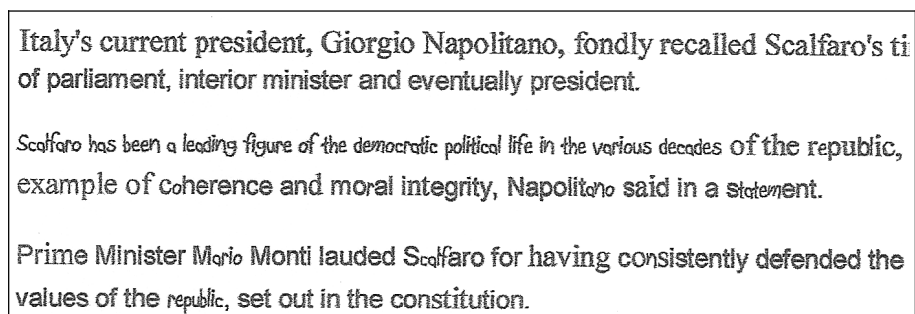 Italy's current president, Giorgio Napolitano, fondly recalled Scalfaro's ti
of parliament, interior minister and eventually president.
Scalfaro has been a leading figure of the democratic political life in the various decades of the republic,
example of coherence and moral integrity, Napolitano said in a statement.
Prime Minister Mario Monti lauded Scalfaro for having consistently defended the
values of the republic, set out in the constitution.